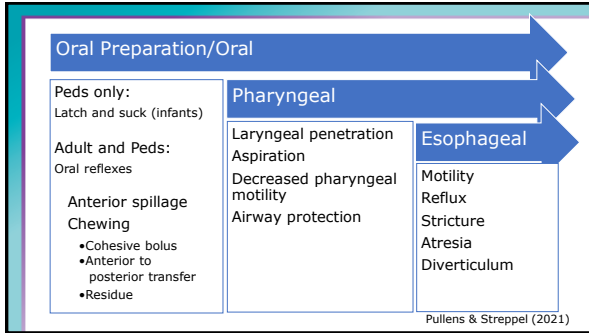 Oral Preparation/Oral
Peds only:
Latch and suck (infants)
Adult and Peds:
Oral reflexes
Anterior spillage
Chewing
•Cohesive bolus
•Anterior to
posterior transfer
•Residue
Pharyngeal
Laryngeal penetration
Aspiration
Decreased pharyngeal
motility
Airway protection
Esophageal
Motility
Reflux
Stricture
Atresia
Diverticulum
Pullens & Streppel (2021)